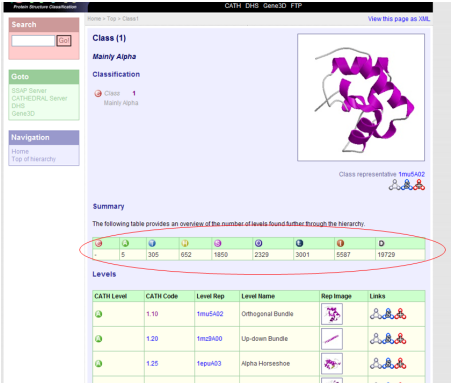 Protein Structure Classification
CATH DHS Gene3D FTP
Home > Top > Class1
View this page as XML
Search
Go!
Goto
SSAP Server
CATHEDRAL Server
DHS
Gene3D
Navigation
Home
Top of hierarchy
Class (1)
Mainly Alpha
Classification
C Class 1
Mainly Alpha
Class representative 1mu5A02
Summary
The following table provides an overview of the number of levels found further through the hierarchy.
C A T H S O L I D
- 5 305 652 1850 2329 3001 5587 19729
Levels
CATH Level CATH Code Level Rep Level Name Rep Image Links
A 1.10 1mu5A02 Orthogonal Bundle
A 1.20 1mz9A00 Up-down Bundle
A 1.25 1epuA03 Alpha Horseshoe